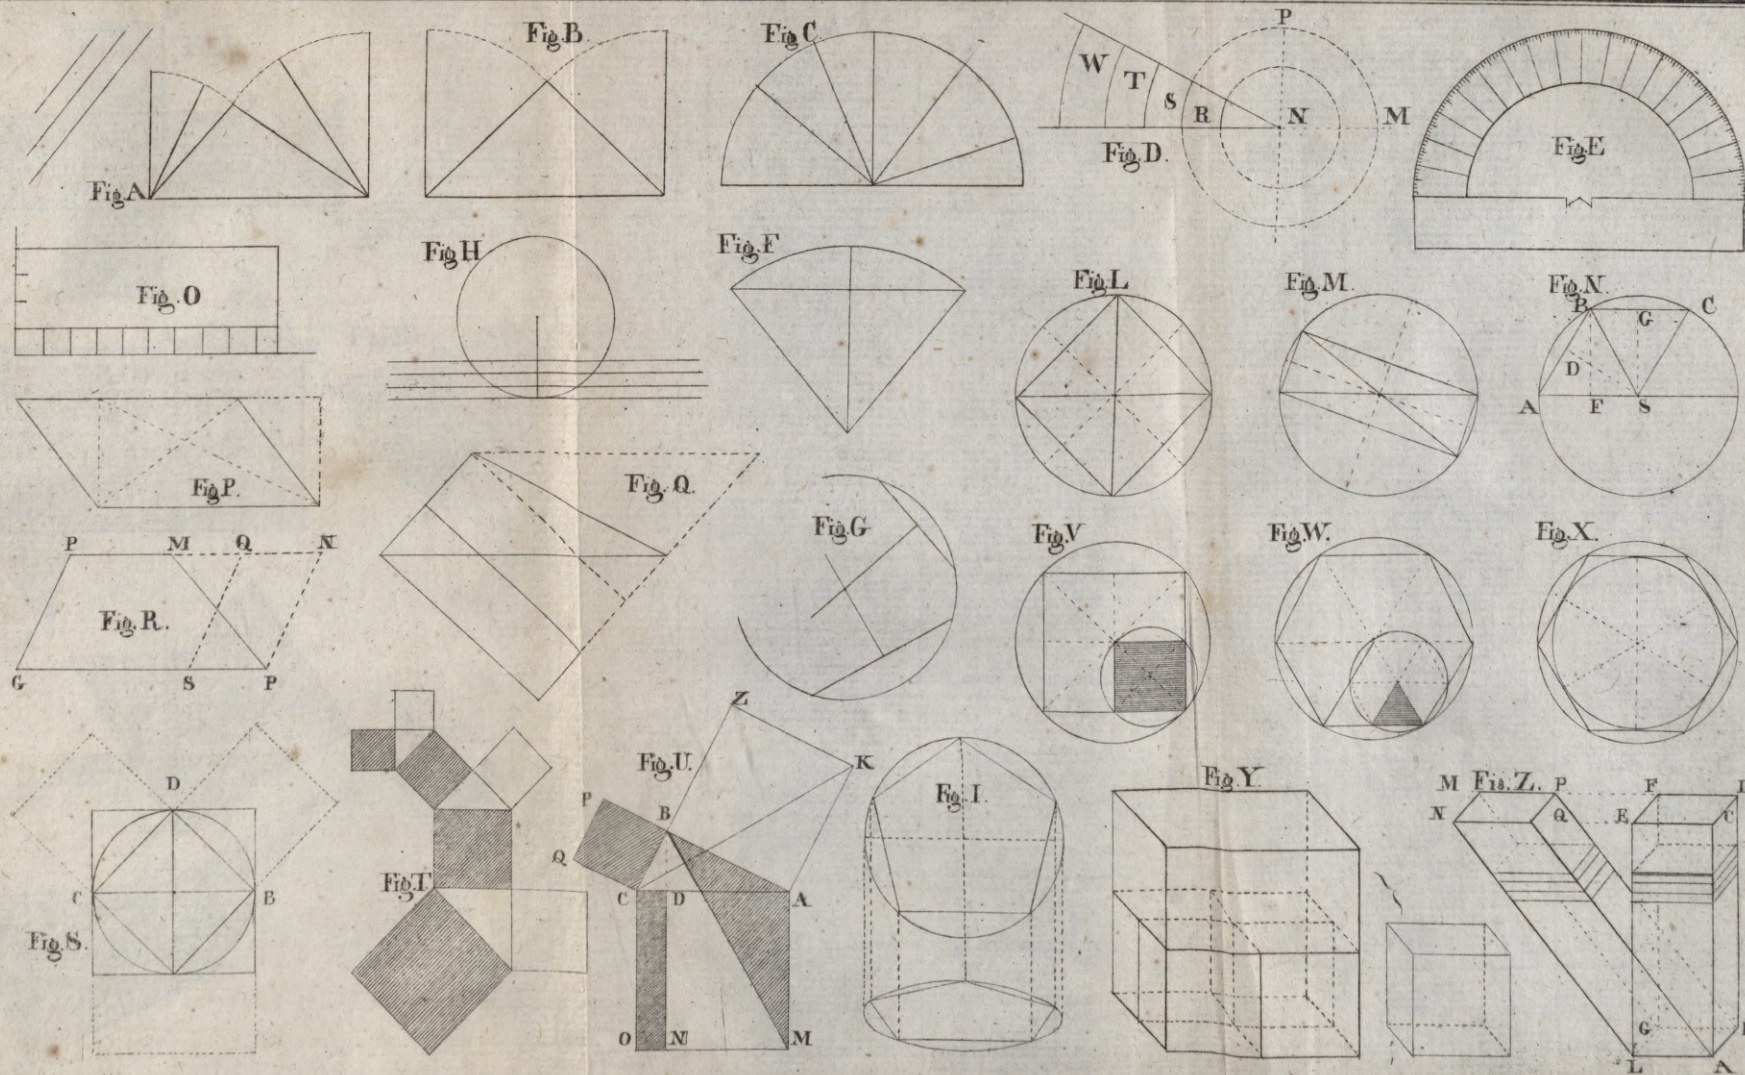 Fig. A
Fig. B
Fig. C
W T S R N M P
Fig. D.
Fig. E
Fig. O
Fig. H
Fig. F
Fig. L
Fig. M.
Fig. N.
B G C
D
A F S
Fig. P.
Fig. Q.
Fig. G
Fig. V
Fig. W.
Fig. X.
P M Q N
Fig. R.
G S P
D
C B
Fig. S.
Fig. T.
Fig. U.
Z
K
P B
Q
C D A
O N M
Fig. I.
Fig. Y.
M Fig. Z. P F
N Q E C
G
L A